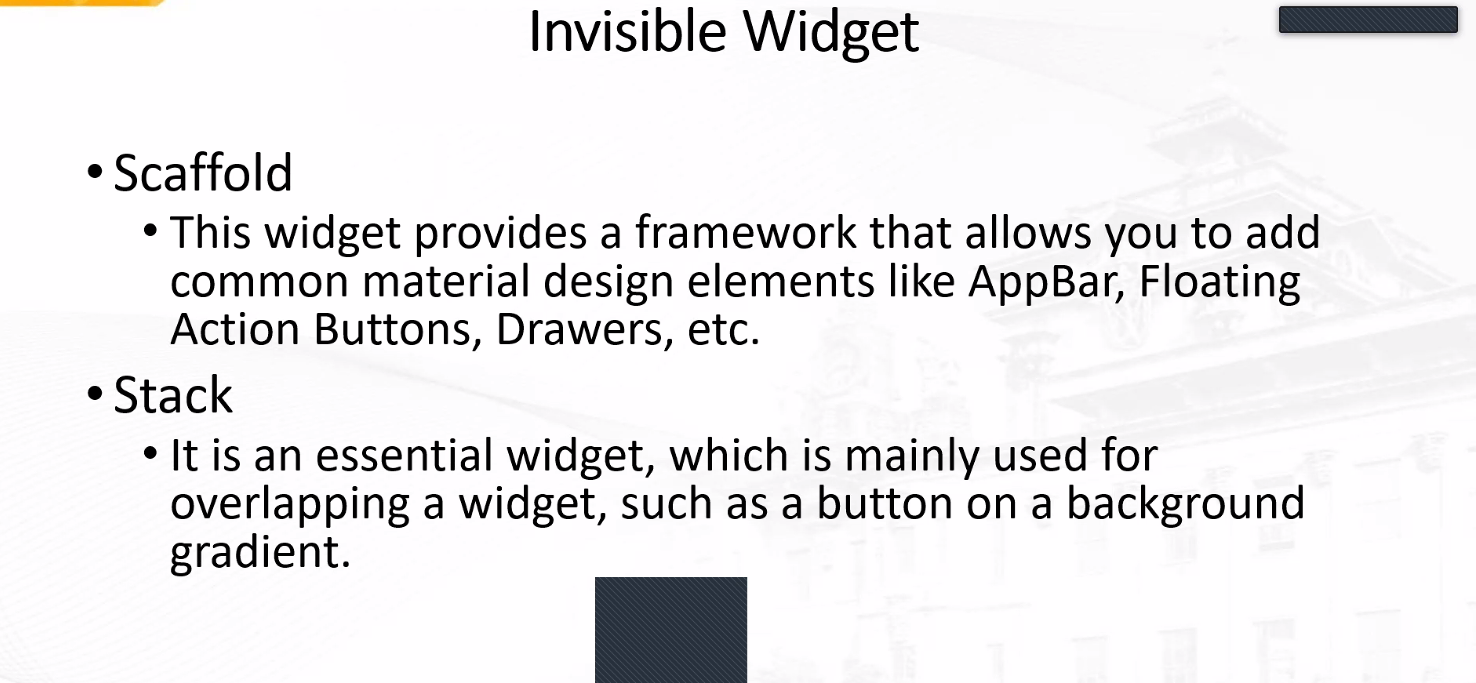 Invisible Widget
• Scaffold
• This widget provides a framework that allows you to add
common material design elements like AppBar, Floating
Action Buttons, Drawers, etc.
• Stack
• It is an essential widget, which is mainly used for
overlapping a widget, such as a button on a background
gradient.